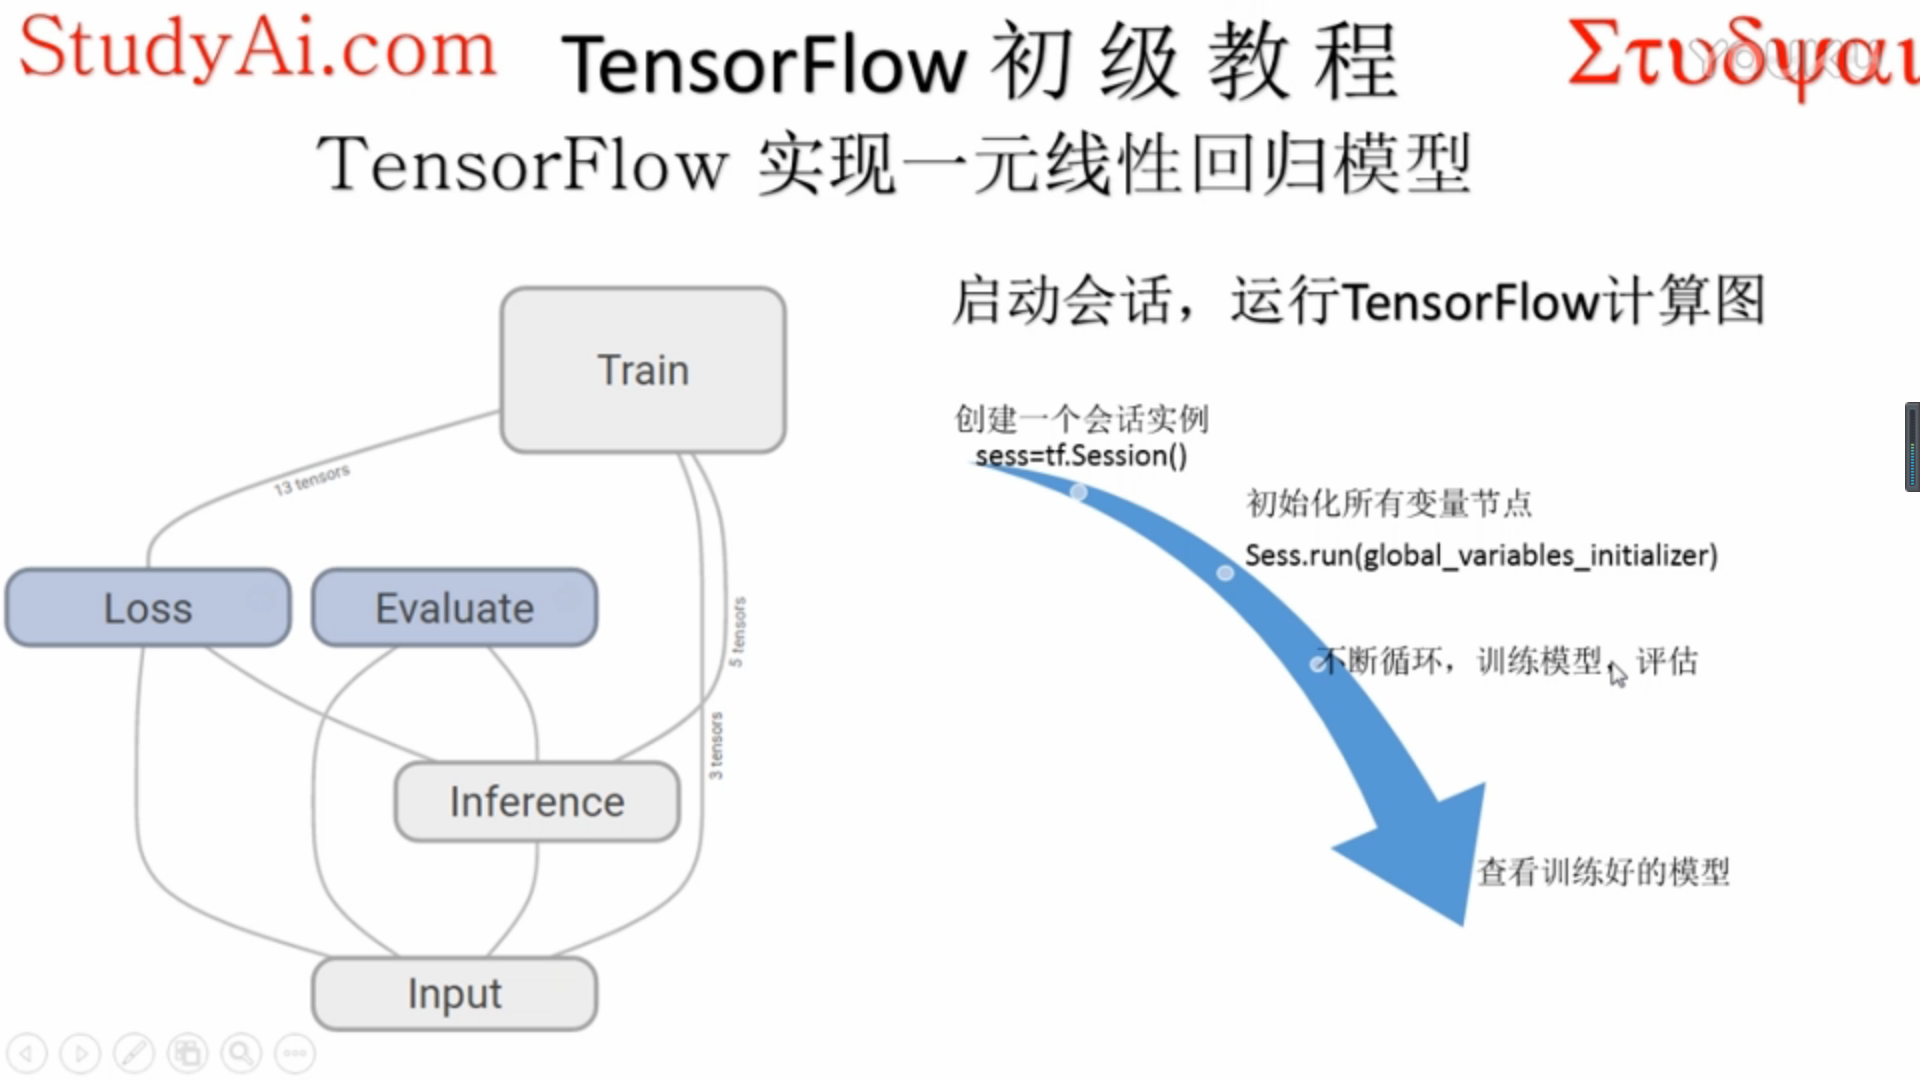 StudyAi.com
TensorFlow 初 级 教 程
Στυδψαι
YOUKU
TensorFlow 实现一元线性回归模型
启动会话，运行TensorFlow计算图
创建一个会话实例
sess=tf.Session()
初始化所有变量节点
Sess.run(global_variables_initializer)
不断循环，训练模型，评估
查看训练好的模型
Train
13 tensors
Loss
Evaluate
5 tensors
3 tensors
Inference
Input